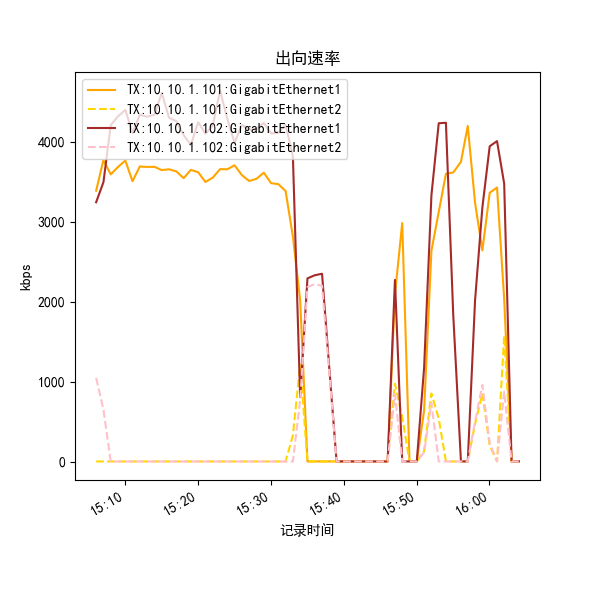 出向速率
TX:10.10.1.101:GigabitEthernet1
TX:10.10.1.101:GigabitEthernet2
TX:10.10.1.102:GigabitEthernet1
TX:10.10.1.102:GigabitEthernet2
4000
3000
2000
1000
0
kbps
15:10
15:20
15:30
15:40
15:50
16:00
记录时间